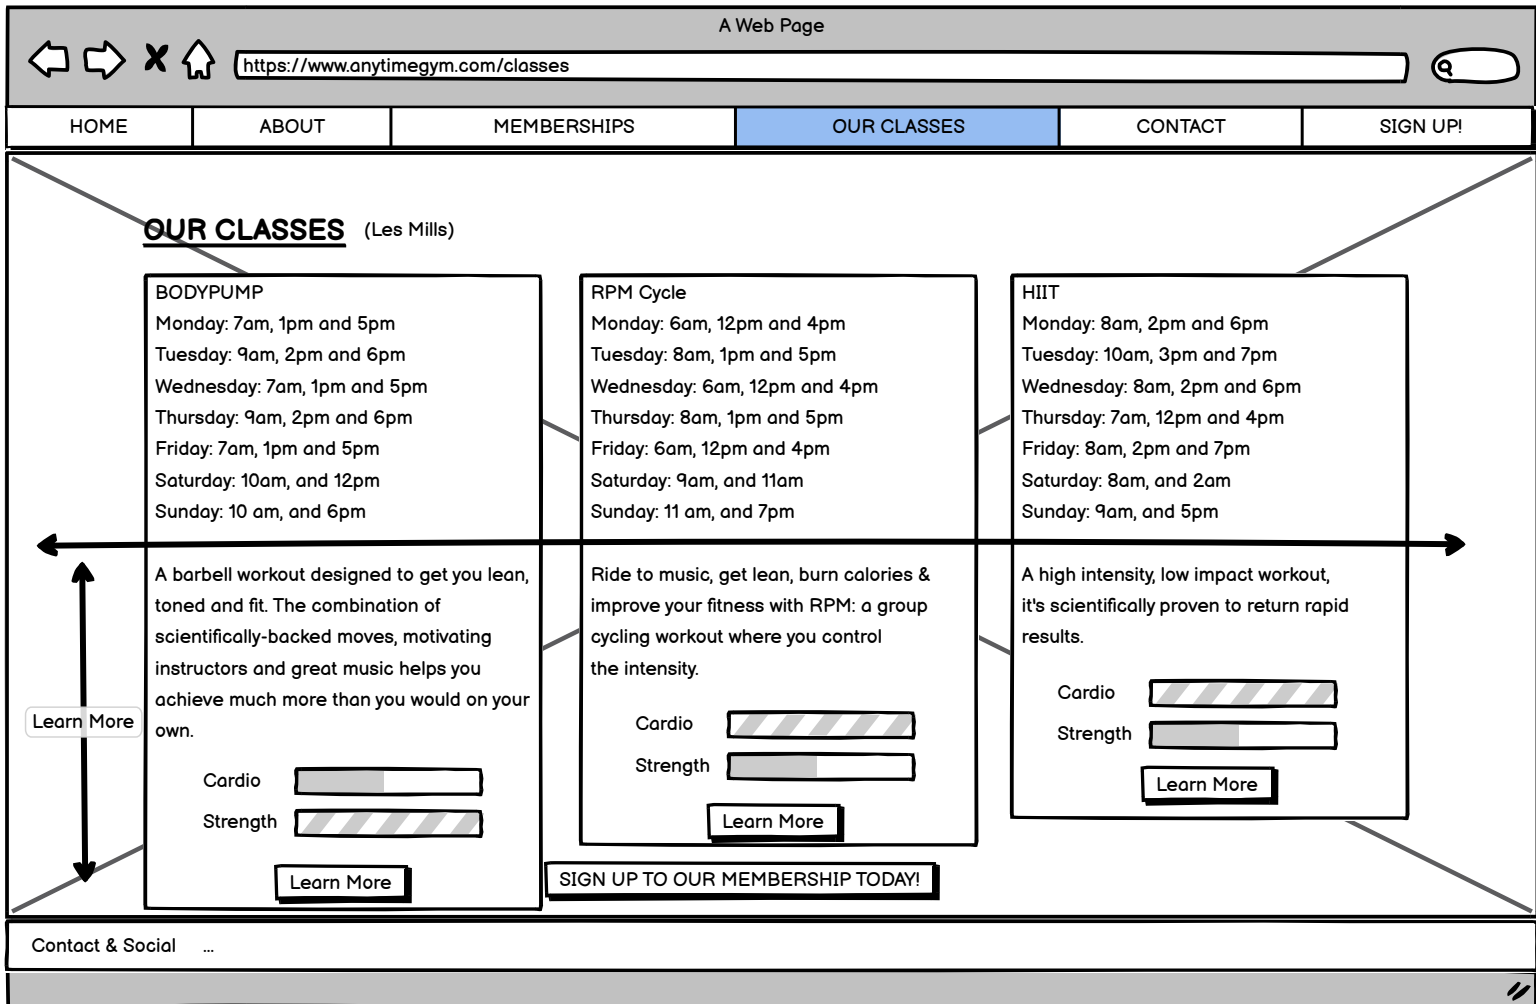 A Web Page
https://www.anytimegym.com/classes
HOME
ABOUT
MEMBERSHIPS
OUR CLASSES
CONTACT
SIGN UP!
OUR CLASSES (Les Mills)
BODYPUMP
Monday: 7am, 1pm and 5pm
Tuesday: 9am, 2pm and 6pm
Wednesday: 7am, 1pm and 5pm
Thursday: 9am, 2pm and 6pm
Friday: 7am, 1pm and 5pm
Saturday: 10am, and 12pm
Sunday: 10 am, and 6pm
A barbell workout designed to get you lean,
toned and fit. The combination of
scientifically-backed moves, motivating
instructors and great music helps you
achieve much more than you would on your
own.
Cardio
Strength
Learn More
RPM Cycle
Monday: 6am, 12pm and 4pm
Tuesday: 8am, 1pm and 5pm
Wednesday: 6am, 12pm and 4pm
Thursday: 8am, 1pm and 5pm
Friday: 6am, 12pm and 4pm
Saturday: 9am, and 11am
Sunday: 11 am, and 7pm
Ride to music, get lean, burn calories &
improve your fitness with RPM: a group
cycling workout where you control
the intensity.
Cardio
Strength
Learn More
HIIT
Monday: 8am, 2pm and 6pm
Tuesday: 10am, 3pm and 7pm
Wednesday: 8am, 2pm and 6pm
Thursday: 7am, 12pm and 4pm
Friday: 8am, 2pm and 7pm
Saturday: 8am, and 2am
Sunday: 9am, and 5pm
A high intensity, low impact workout,
it's scientifically proven to return rapid
results.
Cardio
Strength
Learn More
Learn More
SIGN UP TO OUR MEMBERSHIP TODAY!
Contact & Social ...